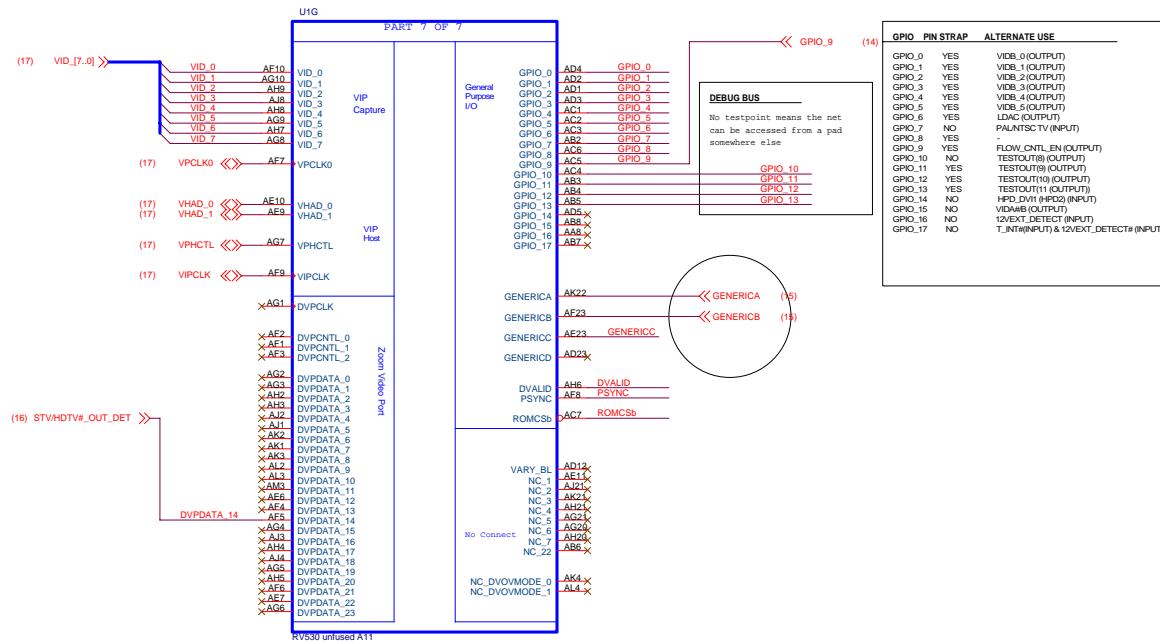 U1G
PART 7 OF 7
(17) VID_[7..0]
VID_0 AF10 VID_0
VID_1 AG10 VID_1
VID_2 AH9 VID_2
VID_3 AJ8 VID_3
VID_4 AH8 VID_4
VID_5 AG9 VID_5
VID_6 AH7 VID_6
VID_7 AG8 VID_7
VIP
Capture
(17) VPCLK0 AF7 VPCLK0
(17) VHAD_0 AE10 VHAD_0
(17) VHAD_1 AE9 VHAD_1
VIP
Host
(17) VPHCTL AG7 VPHCTL
(17) VIPCLK AF9 VIPCLK
AG1 DVPCLK
AF2 DVPCNTL_0
AF1 DVPCNTL_1
AF3 DVPCNTL_2
Zoom Video Port
AG2 DVPDATA_0
AG3 DVPDATA_1
AH2 DVPDATA_2
AH3 DVPDATA_3
AJ2 DVPDATA_4
AJ1 DVPDATA_5
AK2 DVPDATA_6
AK1 DVPDATA_7
AK3 DVPDATA_8
AL2 DVPDATA_9
AL3 DVPDATA_10
AM3 DVPDATA_11
AE6 DVPDATA_12
AF4 DVPDATA_13
(16) STV/HDTV#_OUT_DET
DVPDATA_14 AF5 DVPDATA_14
AG4 DVPDATA_15
AJ3 DVPDATA_16
AH4 DVPDATA_17
AJ4 DVPDATA_18
AG5 DVPDATA_19
AH5 DVPDATA_20
AF6 DVPDATA_21
AE7 DVPDATA_22
AG6 DVPDATA_23
General
Purpose
I/O
GPIO_0 AD4 GPIO_0
GPIO_1 AD2 GPIO_1
GPIO_2 AD1 GPIO_2
GPIO_3 AD3 GPIO_3
GPIO_4 AC1 GPIO_4
GPIO_5 AC2 GPIO_5
GPIO_6 AC3 GPIO_6
GPIO_7 AB2 GPIO_7
GPIO_8 AC6 GPIO_8
GPIO_9 AC5 GPIO_9
GPIO_10 AC4 GPIO_10
GPIO_11 AB3 GPIO_11
GPIO_12 AB4 GPIO_12
GPIO_13 AB5 GPIO_13
GPIO_14 AD5
GPIO_15 AB8
GPIO_16 AA8
GPIO_17 AB7
GENERICA AK22 GENERICA (15)
GENERICB AF23 GENERICB (15)
GENERICC AE23 GENERICC
GENERICD AD23
DVALID AH6 DVALID
PSYNC AF8 PSYNC
ROMCSb AC7 ROMCSb
No Connect
VARY_BL AD12
NC_1 AE11
NC_2 AJ21
NC_3 AK21
NC_4 AH21
NC_5 AG21
NC_6 AG20
NC_7 AH20
NC_22 AB6
NC_DVOVMODE_0 AK4
NC_DVOVMODE_1 AL4
RV530 unfused A11
GPIO_9 (14)
DEBUG BUS
No testpoint means the net
can be accessed from a pad
somewhere else
GPIO PIN STRAP ALTERNATE USE
GPIO_0 YES VIDB_0 (OUTPUT)
GPIO_1 YES VIDB_1 (OUTPUT)
GPIO_2 YES VIDB_2 (OUTPUT)
GPIO_3 YES VIDB_3 (OUTPUT)
GPIO_4 YES VIDB_4 (OUTPUT)
GPIO_5 YES VIDB_5 (OUTPUT)
GPIO_6 YES LDAC (OUTPUT)
GPIO_7 NO PAL/NTSC TV (INPUT)
GPIO_8 YES -
GPIO_9 YES FLOW_CNTL_EN (OUTPUT)
GPIO_10 NO TESTOUT(8) (OUTPUT)
GPIO_11 YES TESTOUT(9) (OUTPUT)
GPIO_12 YES TESTOUT(10) (OUTPUT)
GPIO_13 YES TESTOUT(11 (OUTPUT))
GPIO_14 NO HPD_DVI1 (HPD2) (INPUT)
GPIO_15 NO VIDA#/B (OUTPUT)
GPIO_16 NO 12VEXT_DETECT (INPUT)
GPIO_17 NO T_INT#(INPUT) & 12VEXT_DETECT# (INPUT